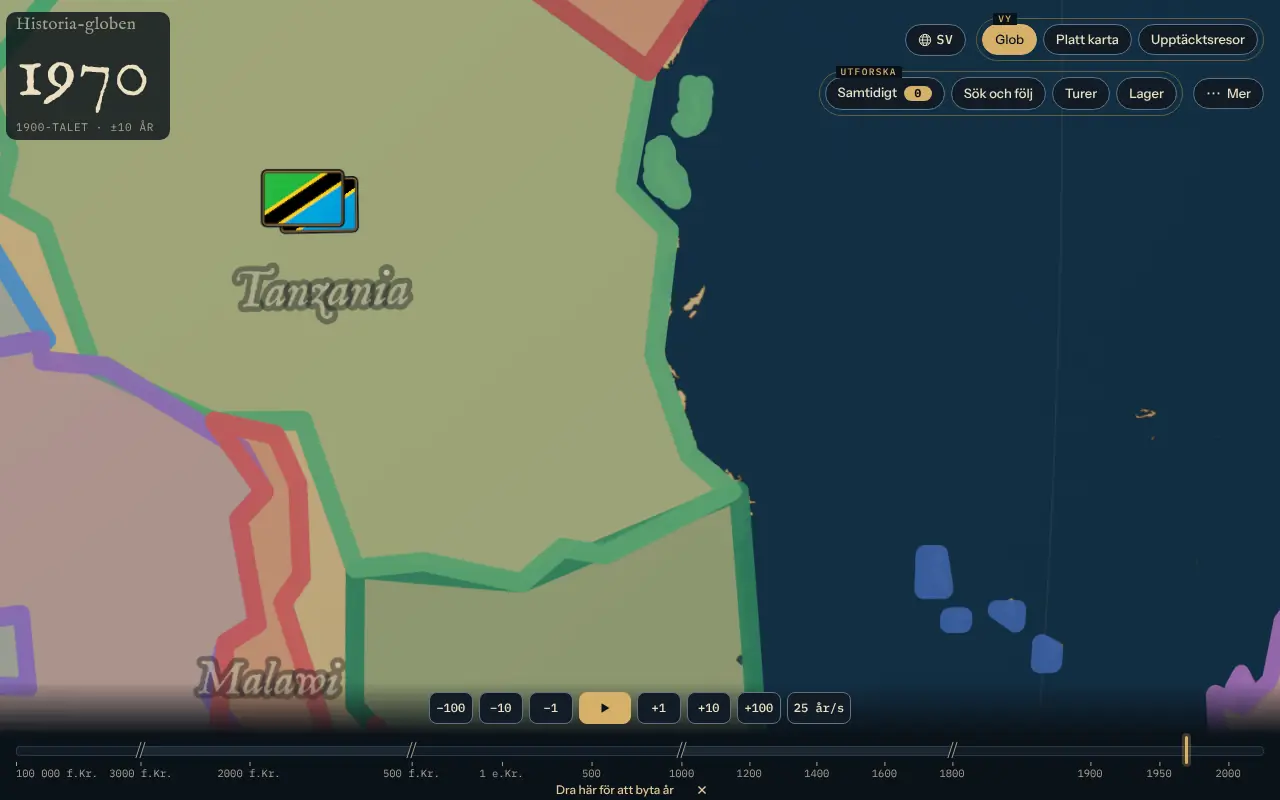 Historia-globen
1970
1900-TALET · ±10 ÅR
SV
VY
Glob
Platt karta
Upptäcktsresor
UTFORSKA
Samtidigt 0
Sök och följ
Turer
Lager
··· Mer
Tanzania
Malawi
−100
−10
−1
+1
+10
+100
25 år/s
100 000 f.Kr.
3000 f.Kr.
2000 f.Kr.
500 f.Kr.
1 e.Kr.
500
1000
1200
1400
1600
1800
1900
1950
2000
Dra här för att byta år ✕